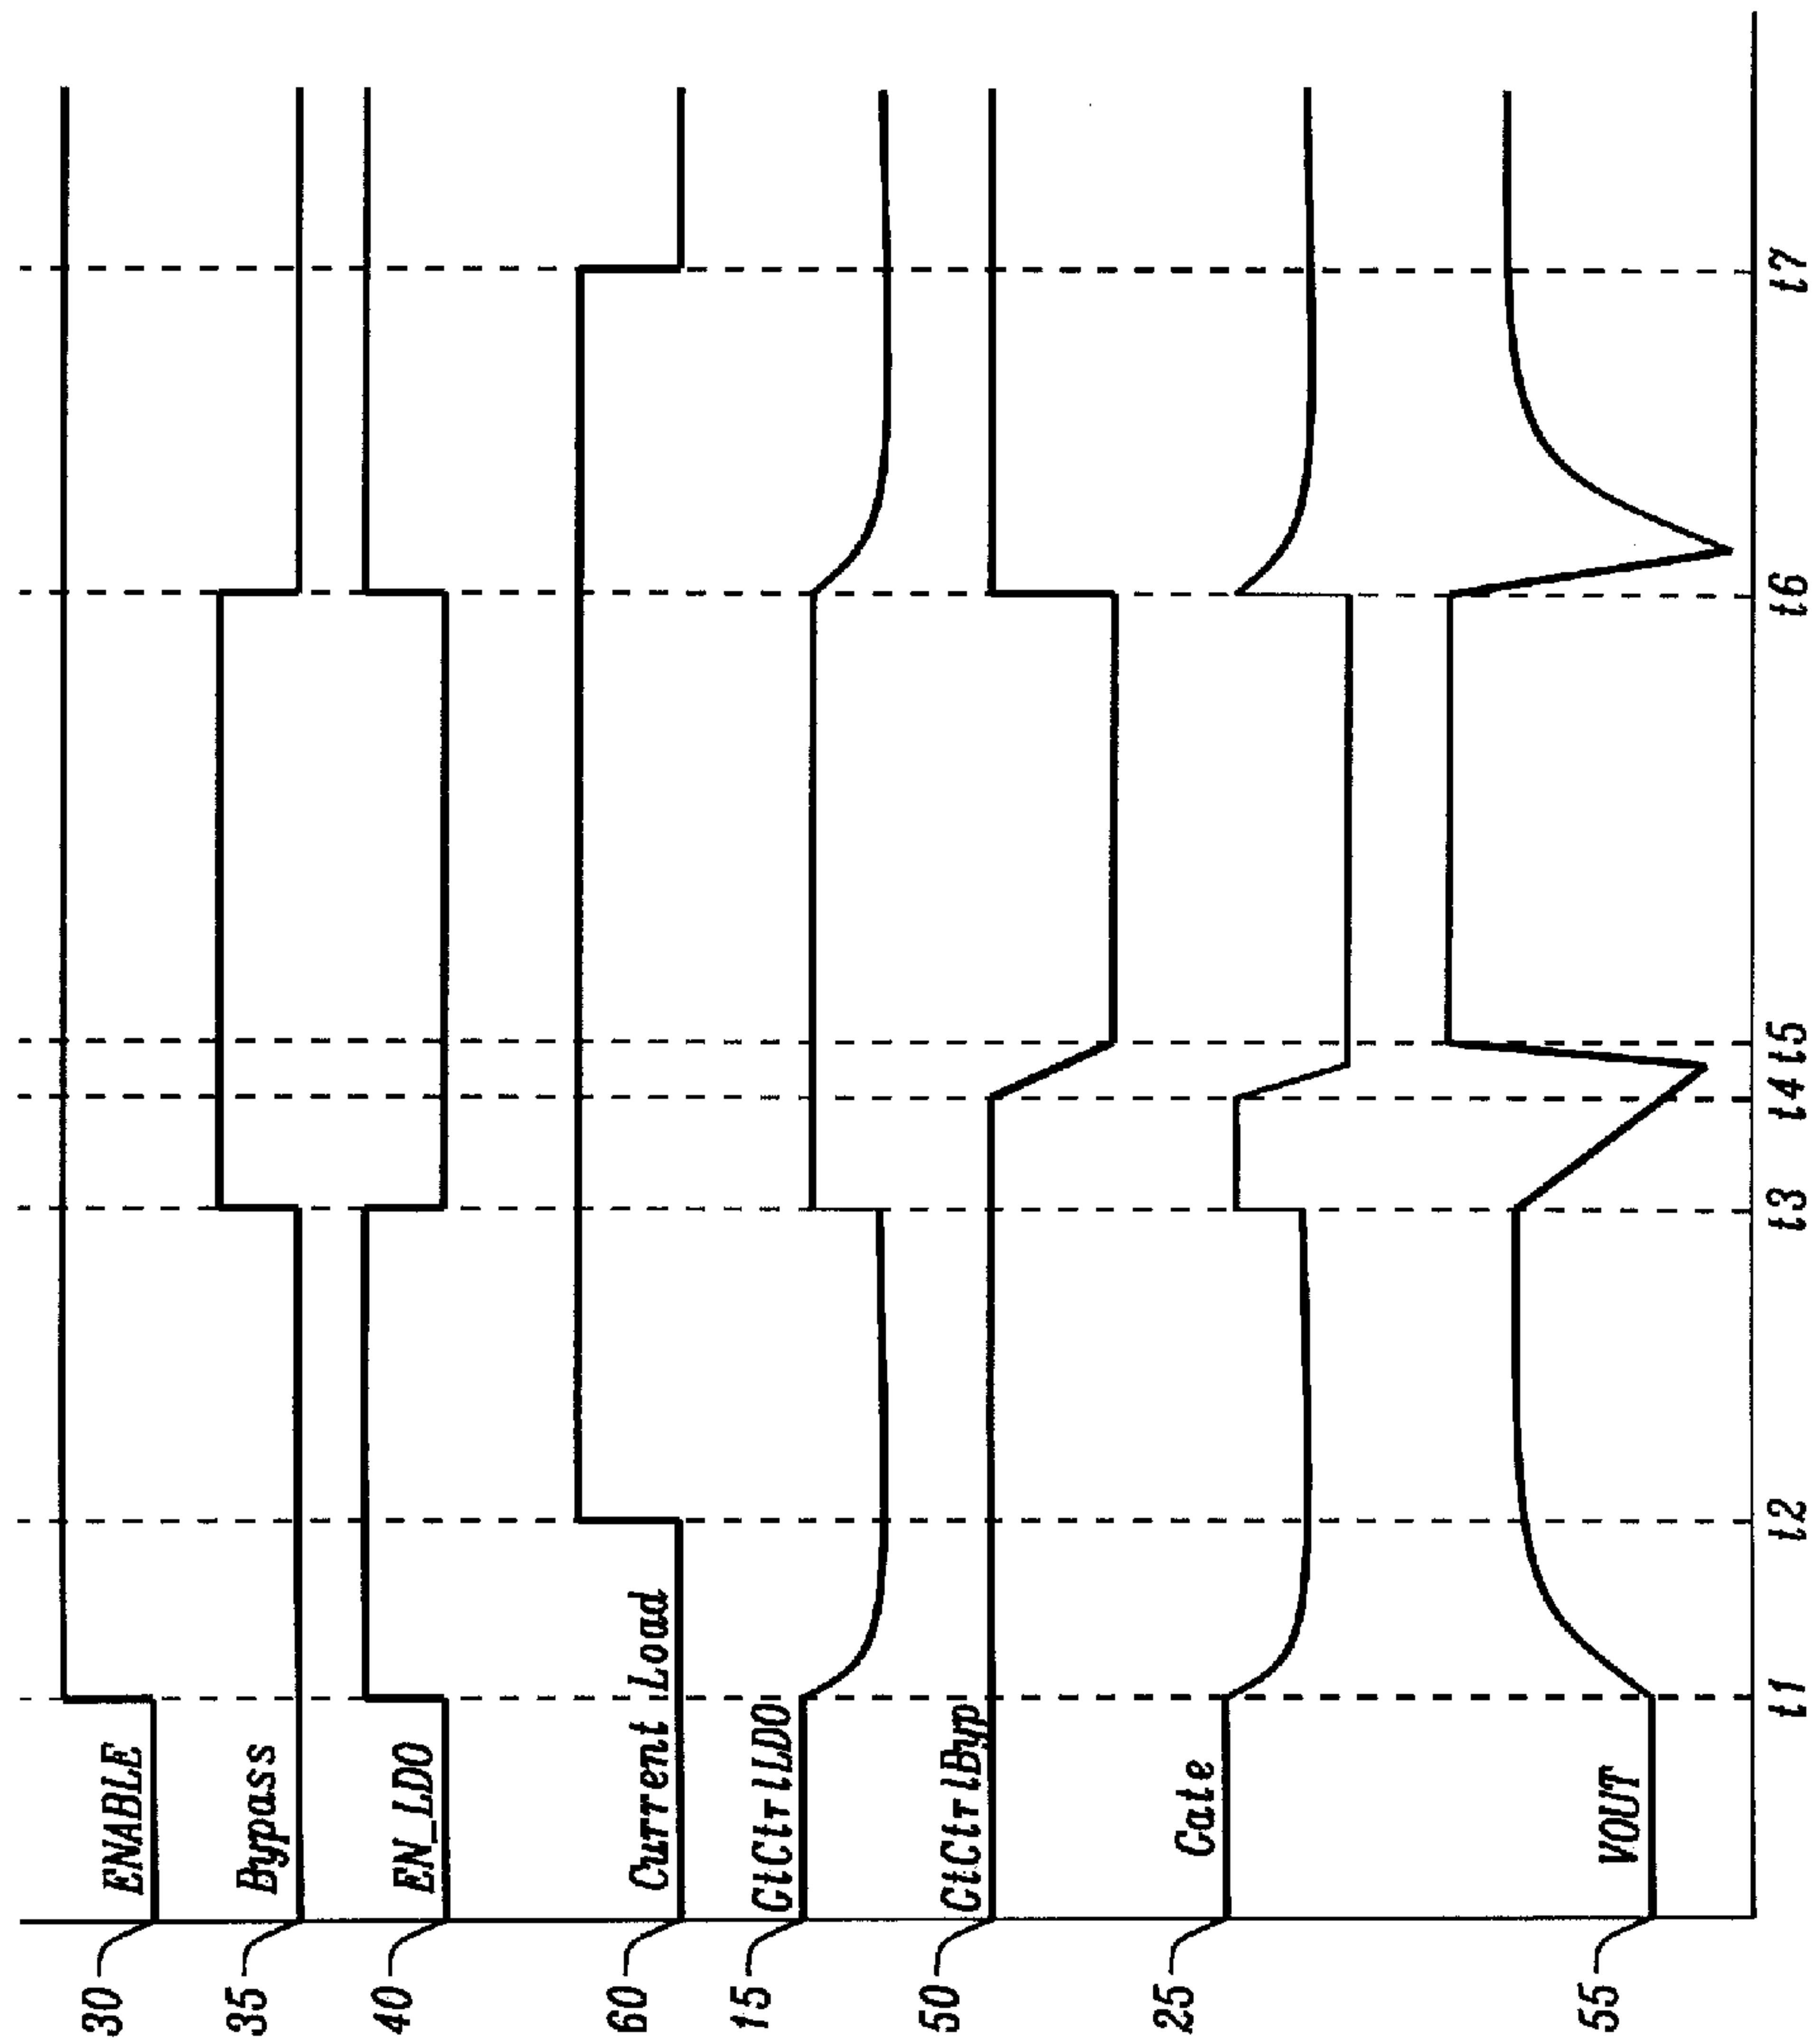 30
ENABLE
35
Bypass
40
EN_LDO
60
Current Load
15
GtCtrlLDO
50
GtCtrlByp
25
Gate
55
VOUT
t1 t2 t3 t4 t5 t6 t7